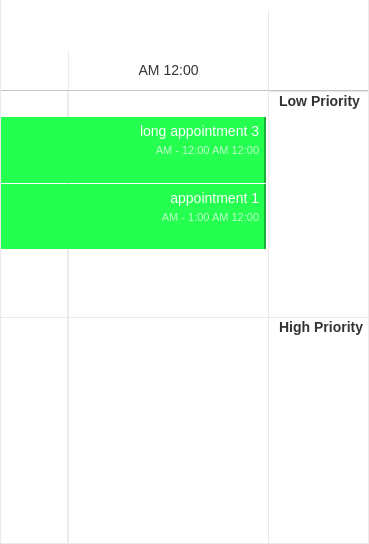 AM 12:00
Low Priority
long appointment 3
AM - 12:00 AM 12:00
appointment 1
AM - 1:00 AM 12:00
High Priority